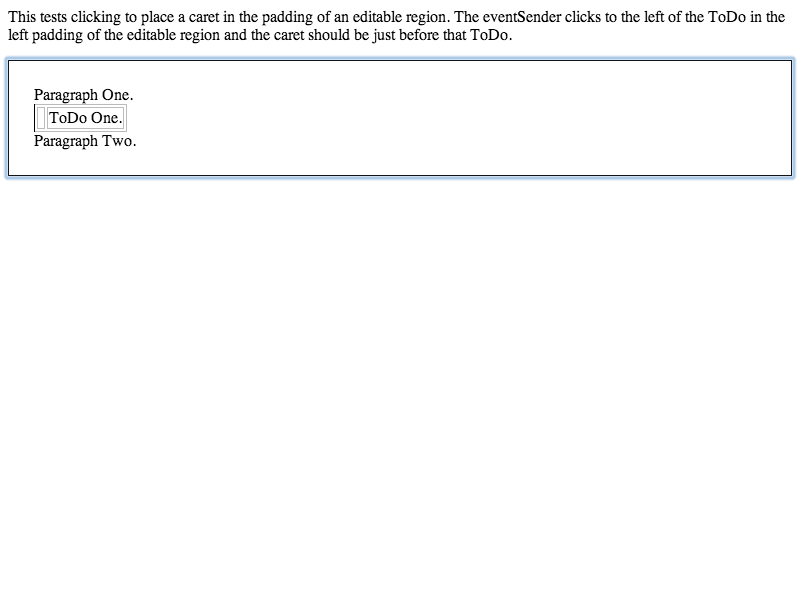 This tests clicking to place a caret in the padding of an editable region. The eventSender clicks to the left of the ToDo in the
left padding of the editable region and the caret should be just before that ToDo.
Paragraph One.
ToDo One.
Paragraph Two.